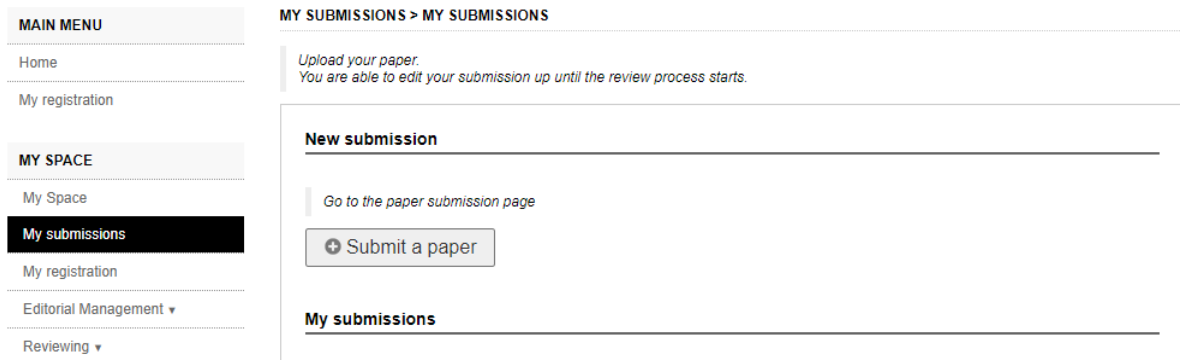 MAIN MENU
Home
My registration
MY SPACE
My Space
My submissions
My registration
Editorial Management ▾
Reviewing ▾
MY SUBMISSIONS > MY SUBMISSIONS
Upload your paper.
You are able to edit your submission up until the review process starts.
New submission
Go to the paper submission page
Submit a paper
My submissions